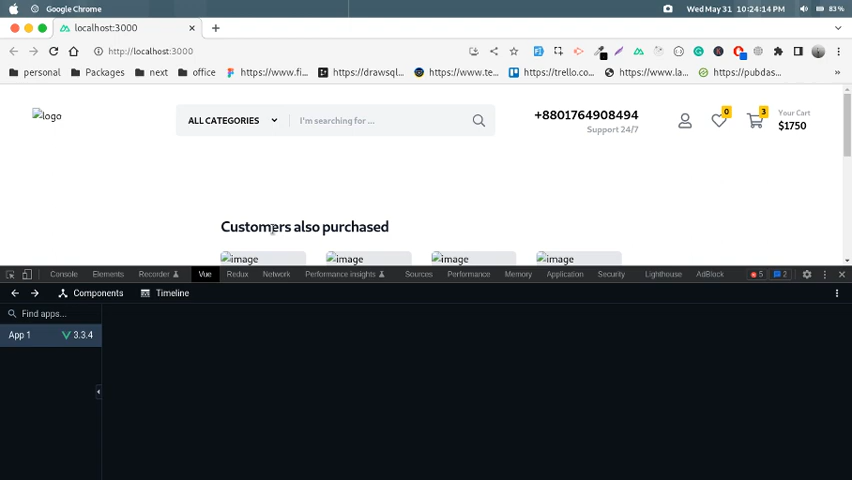 Google Chrome
Wed May 31 10:24:14 PM
83 %
localhost:3000
http://localhost:3000
personal
Packages
next
office
https://www.fi...
https://drawsql...
https://www.te...
https://trello.co...
https://www.la...
https://pubdas...
»
logo
ALL CATEGORIES
I'm searching for ...
+8801764908494
Support 24/7
0
3
Your Cart
$1750
Customers also purchased
image
image
image
image
Console
Elements
Recorder
Vue
Redux
Network
Performance insights
Sources
Performance
Memory
Application
Security
Lighthouse
AdBlock
5
2
Components
Timeline
Find apps...
App 1
3.3.4